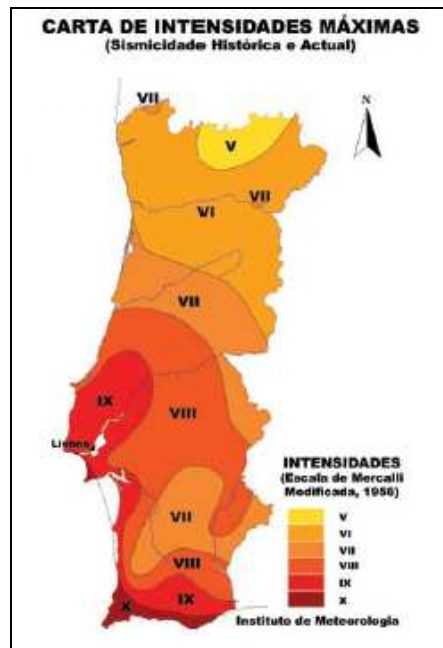 CARTA DE INTENSIDADES MÁXIMAS
(Sismicidade Histórica e Actual)
VII
N
V
VII
VI
VII
IX
VIII
Lisboa
VII
VIII
X
IX
INTENSIDADES
(Escala de Mercalli
Modificada, 1956)
V
VI
VII
VIII
IX
X
Instituto de Meteorologia